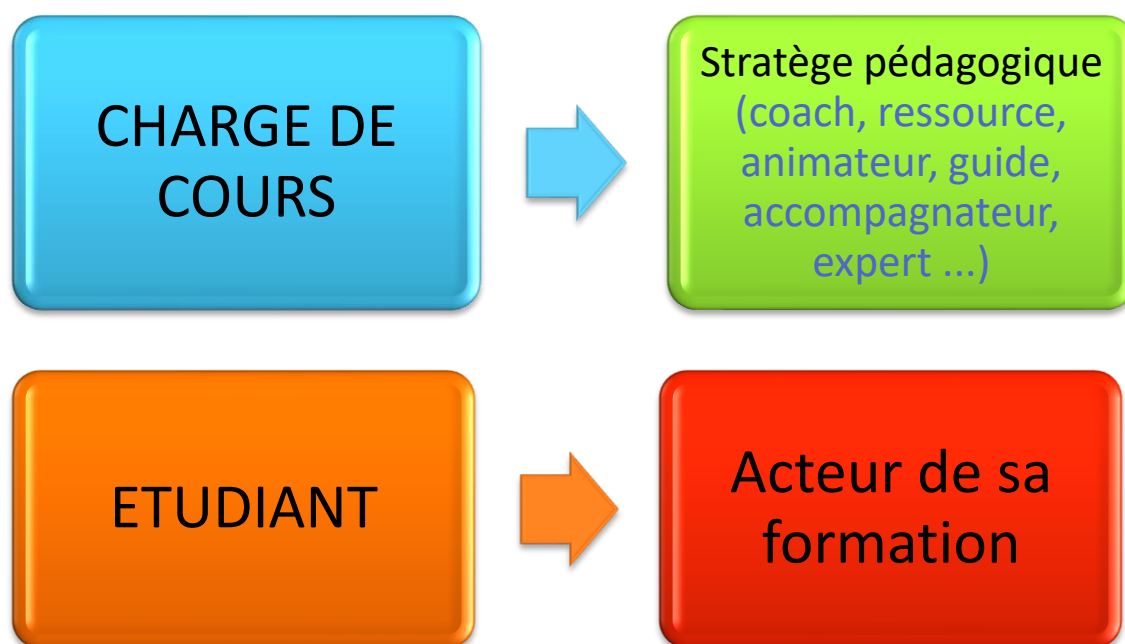 CHARGE DE
COURS
Stratège pédagogique
(coach, ressource,
animateur, guide,
accompagnateur,
expert ...)
ETUDIANT
Acteur de sa
formation